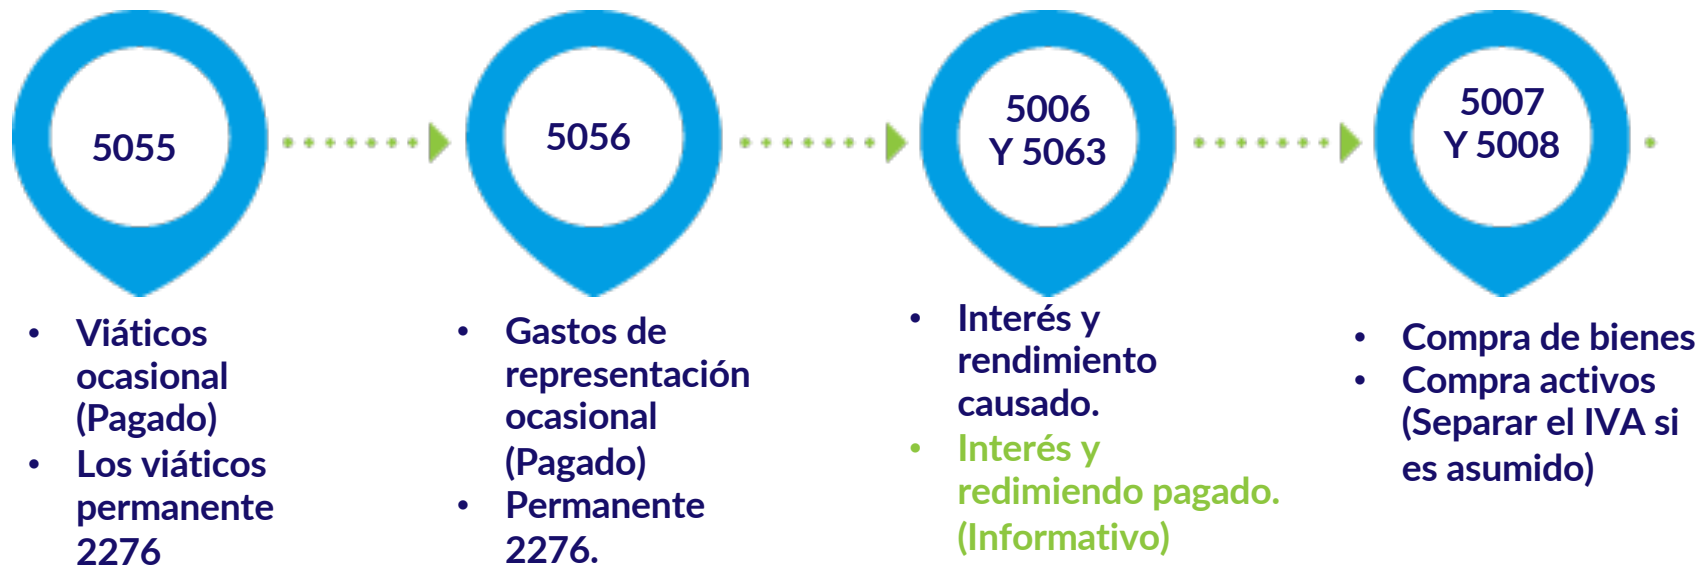 5055
• Viáticos
ocasional
(Pagado)
• Los viáticos
permanente
2276
5056
• Gastos de
representación
ocasional
(Pagado)
• Permanente
2276.
5006
Y 5063
• Interés y
rendimiento
causado.
• Interés y
redimiendo pagado.
(Informativo)
5007
Y 5008
• Compra de bienes
• Compra activos
(Separar el IVA si
es asumido)